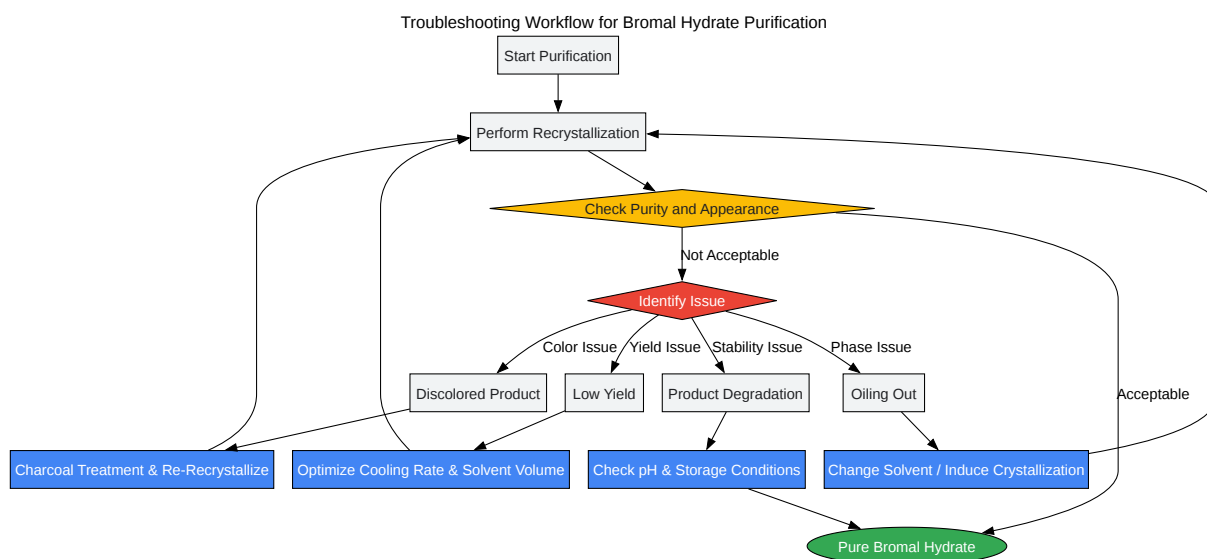 Troubleshooting Workflow for Bromal Hydrate Purification
Start Purification
Perform Recrystallization
Check Purity and Appearance
Not Acceptable
Identify Issue
Color Issue
Yield Issue
Stability Issue
Phase Issue
Discolored Product
Low Yield
Product Degradation
Oiling Out
Acceptable
Charcoal Treatment & Re-Recrystallize
Optimize Cooling Rate & Solvent Volume
Check pH & Storage Conditions
Change Solvent / Induce Crystallization
Pure Bromal Hydrate